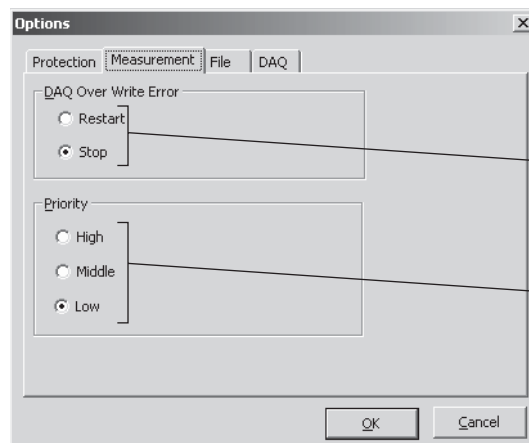 Options
Protection Measurement File DAQ
DAQ Over Write Error
Restart
Stop
Priority
High
Middle
Low
OK Cancel